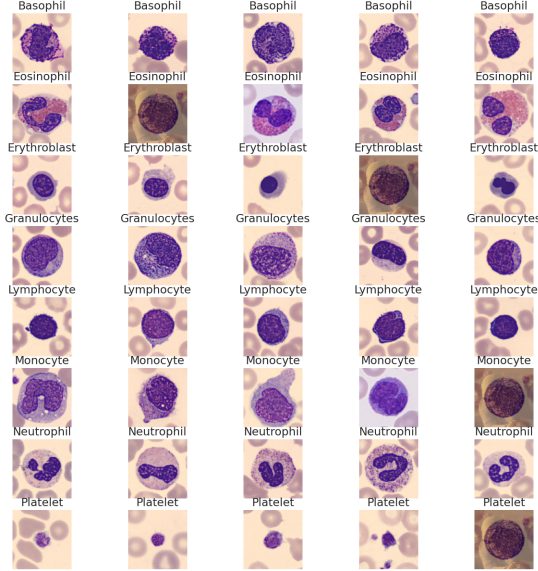 Basophil Basophil Basophil Basophil Basophil
Eosinophil Eosinophil Eosinophil Eosinophil Eosinophil
Erythroblast Erythroblast Erythroblast Erythroblast Erythroblast
Granulocytes Granulocytes Granulocytes Granulocytes Granulocytes
Lymphocyte Lymphocyte Lymphocyte Lymphocyte Lymphocyte
Monocyte Monocyte Monocyte Monocyte Monocyte
Neutrophil Neutrophil Neutrophil Neutrophil Neutrophil
Platelet Platelet Platelet Platelet Platelet